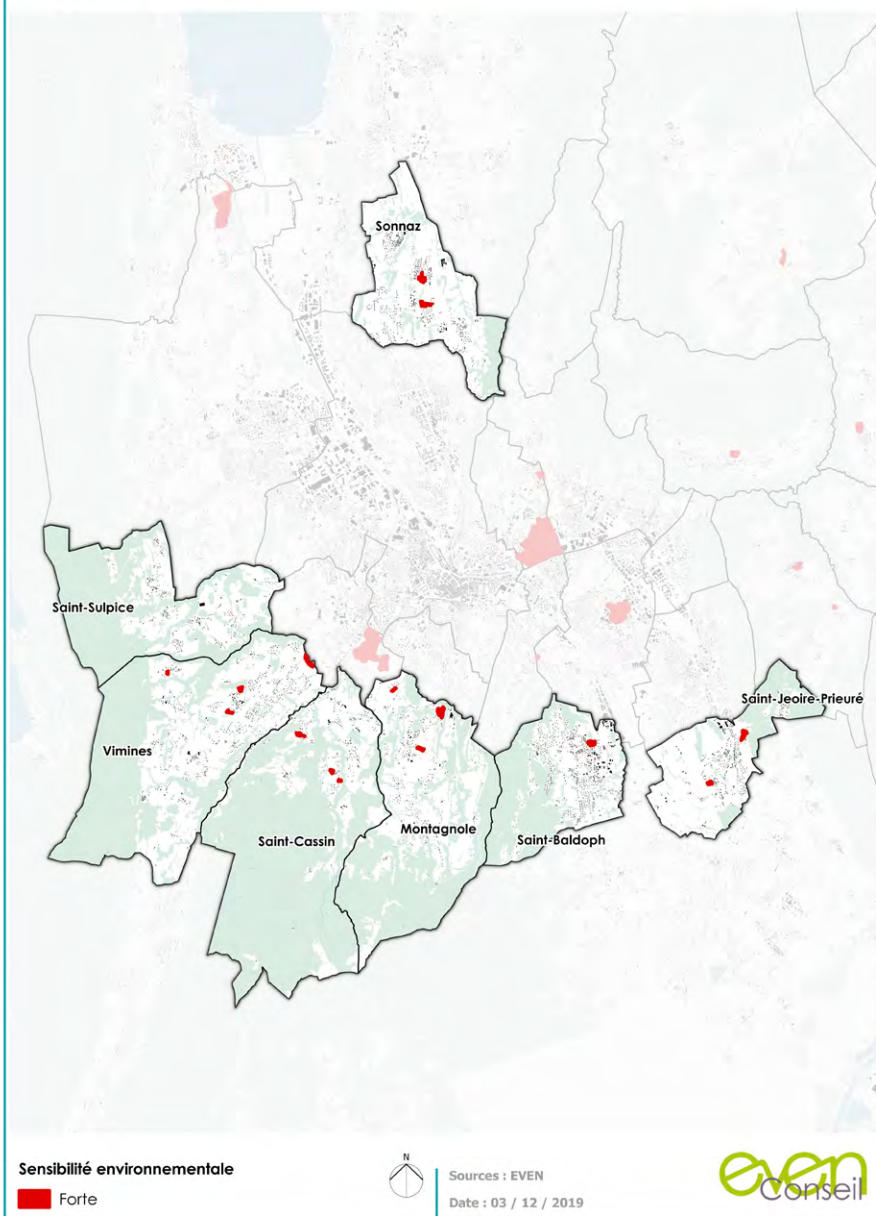 Sonnaz
Saint-Sulpice
Saint-Jeoire-Prieuré
Vimines
Montagnole
Saint-Cassin
Saint-Baldoph
Sensibilité environnementale
Forte
N
Sources : EVEN
Date : 03 / 12 / 2019
even
Conseil